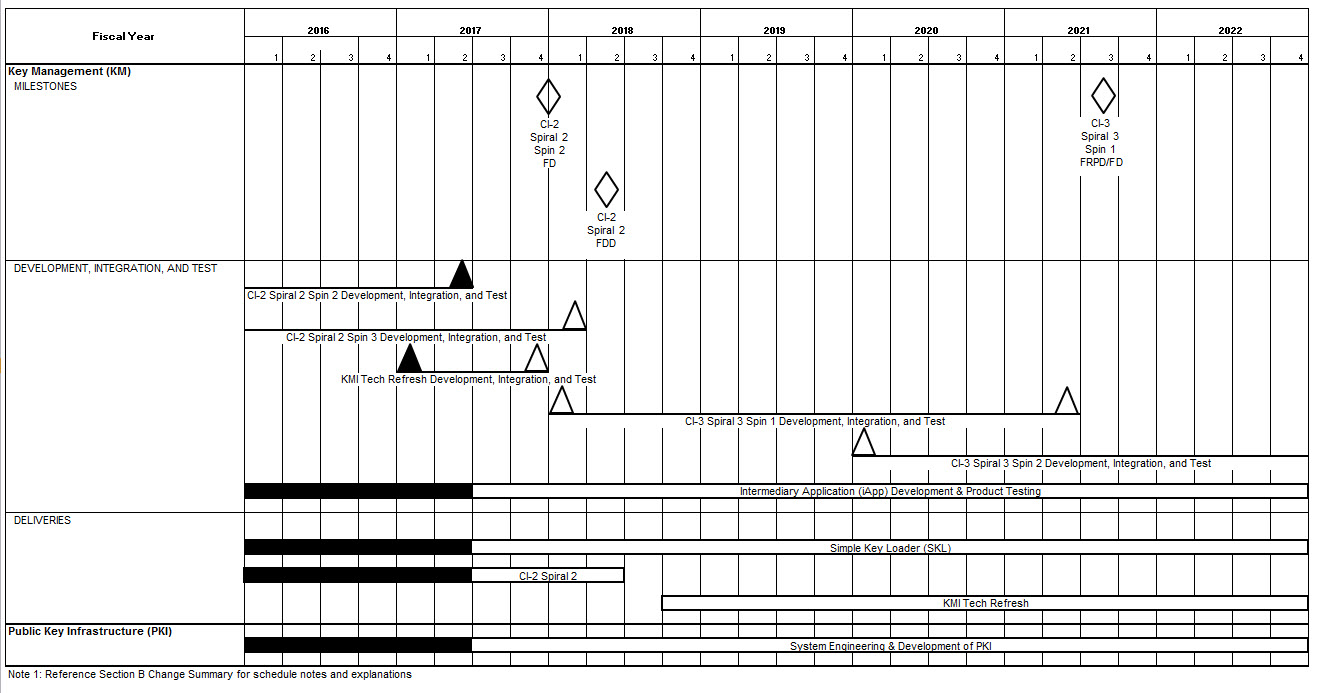 Fiscal Year
2016 2017 2018 2019 2020 2021 2022
1 2 3 4 1 2 3 4 1 2 3 4 1 2 3 4 1 2 3 4 1 2 3 4 1 2 3 4
Key Management (KM)
MILESTONES
CI-2
Spiral 2
Spin 2
FD
CI-3
Spiral 3
Spin 1
FRPD/FD
CI-2
Spiral 2
FDD
DEVELOPMENT, INTEGRATION, AND TEST
CI-2 Spiral 2 Spin 2 Development, Integration, and Test
CI-2 Spiral 2 Spin 3 Development, Integration, and Test
KMI Tech Refresh Development, Integration, and Test
CI-3 Spiral 3 Spin 1 Development, Integration, and Test
CI-3 Spiral 3 Spin 2 Development, Integration, and Test
Intermediary Application (iApp) Development & Product Testing
DELIVERIES
Simple Key Loader (SKL)
CI-2 Spiral 2
KMI Tech Refresh
Public Key Infrastructure (PKI)
System Engineering & Development of PKI
Note 1: Reference Section B Change Summary for schedule notes and explanations